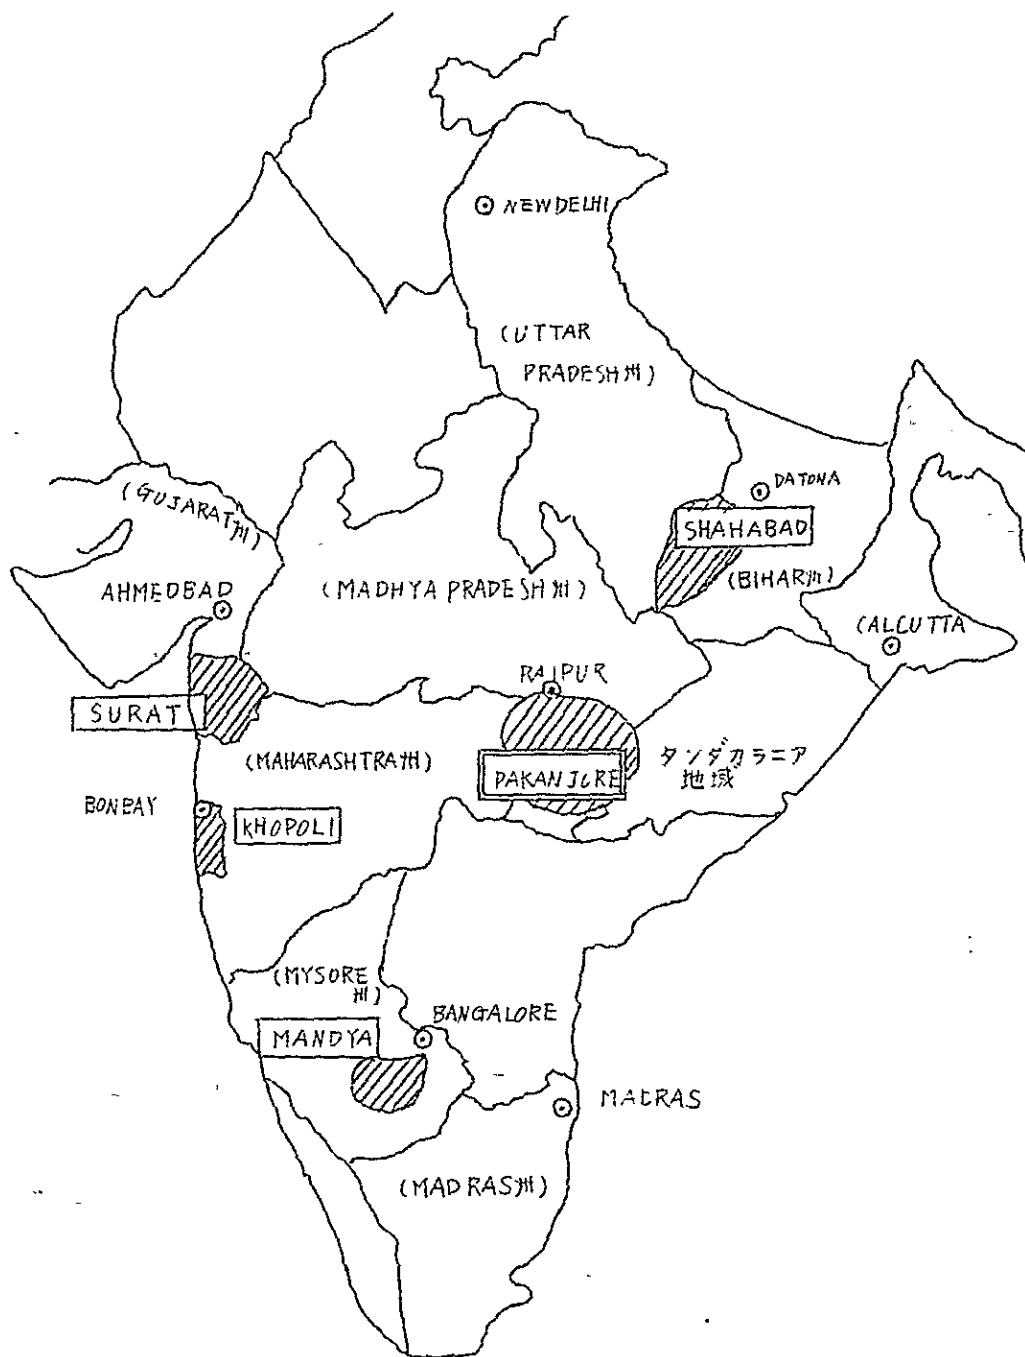 NEWDELHI
(UTTAR
PRADESH州)
(GUJARAT州)
DATONA
SHAHABAD
(BIHAR州)
AHMEDBAD
(MADHYA PRADESH州)
CALCUTTA
RAIPUR
SURAT
(MAHARASHTRA州)
PAKANJORE
タンダカラニア
地域
BONBAY
KHOPOLI
(MYSORE
州)
BANGALORE
MANDYA
MADRAS
(MADRAS州)